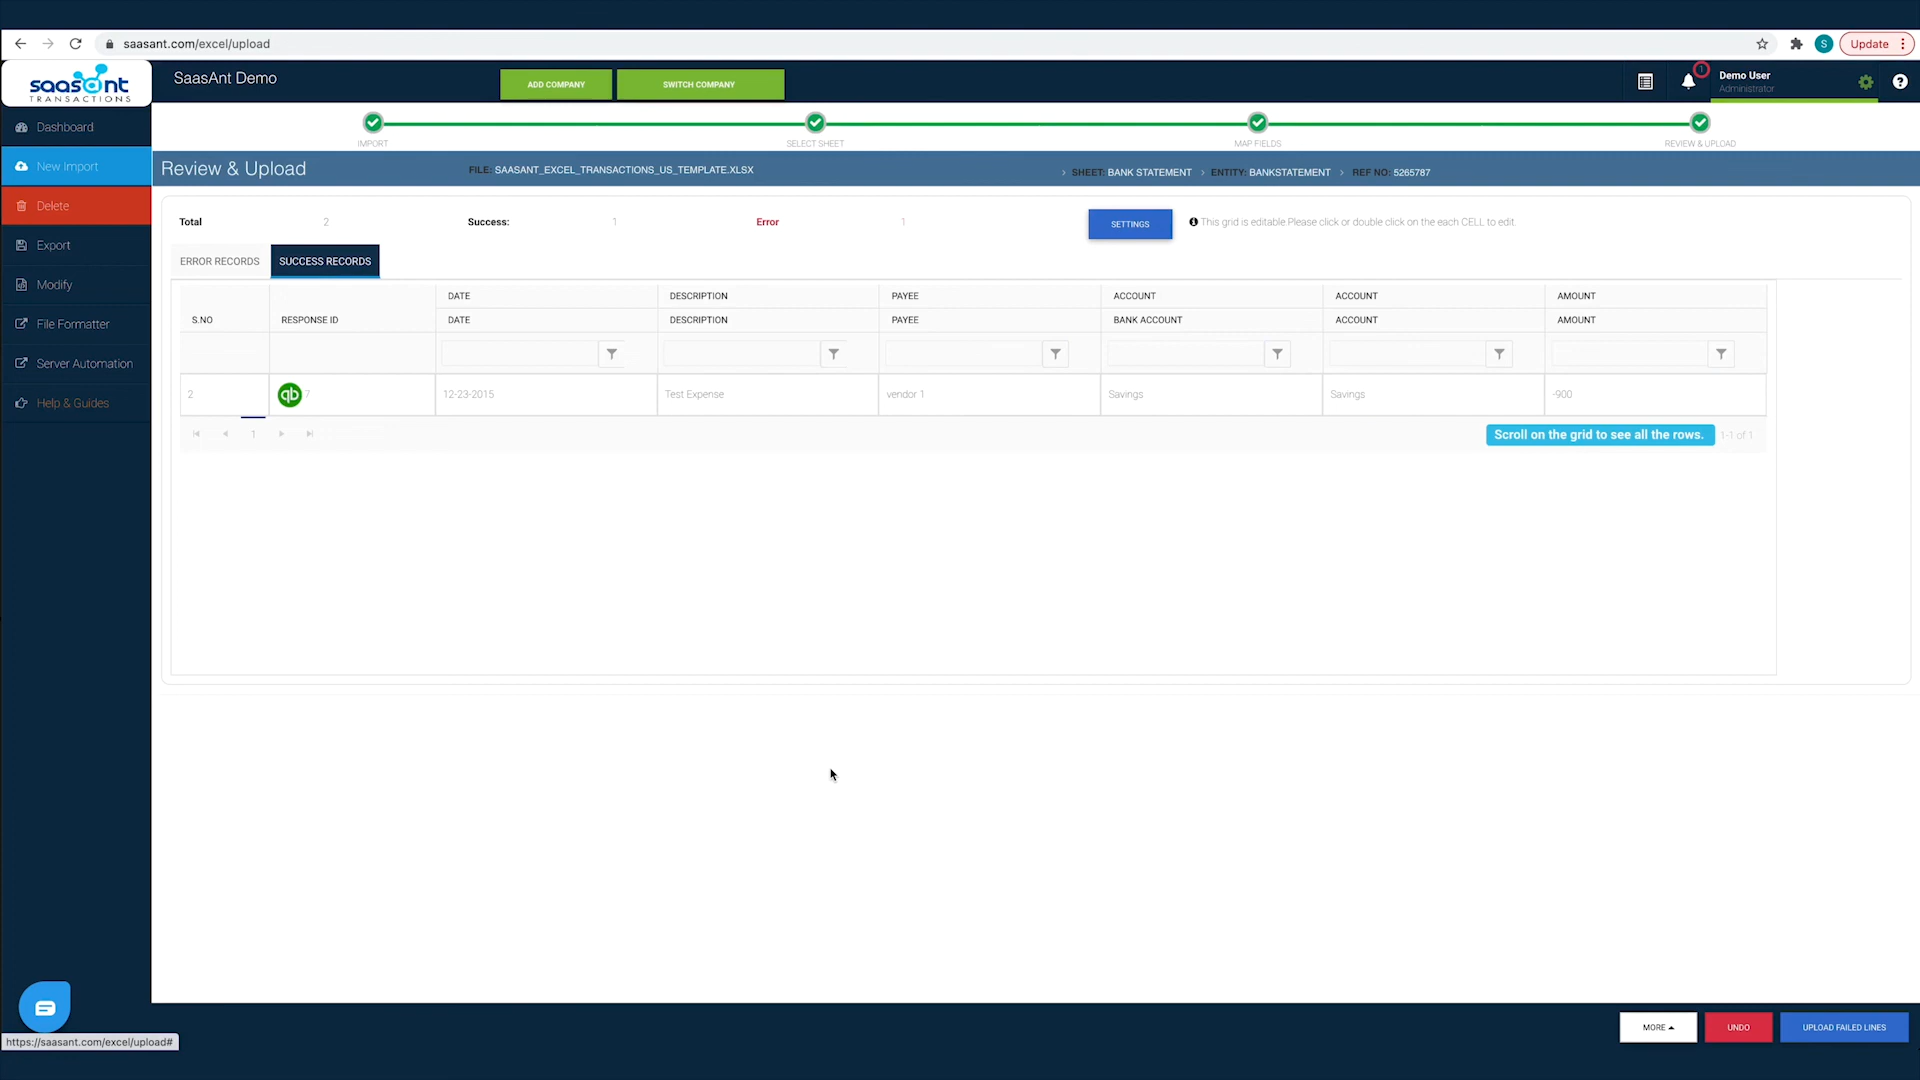 saasant.com/excel/upload
S
Update
saasant
TRANSACTIONS
SaasAnt Demo
ADD COMPANY
SWITCH COMPANY
1
Demo User
Administrator
Dashboard
New Import
Delete
Export
Modify
File Formatter
Server Automation
Help & Guides
IMPORT
SELECT SHEET
MAP FIELDS
REVIEW & UPLOAD
Review & Upload
FILE: SAASANT_EXCEL_TRANSACTIONS_US_TEMPLATE.XLSX
> SHEET: BANK STATEMENT > ENTITY: BANKSTATEMENT > REF NO: 5265787
Total 2 Success: 1 Error 1
SETTINGS
This grid is editable.Please click or double click on the each CELL to edit.
ERROR RECORDS
SUCCESS RECORDS
DATE DESCRIPTION PAYEE ACCOUNT ACCOUNT AMOUNT
S.NO RESPONSE ID DATE DESCRIPTION PAYEE BANK ACCOUNT ACCOUNT AMOUNT
2 qb 7 12-23-2015 Test Expense vendor 1 Savings Savings -900
1
Scroll on the grid to see all the rows.
1-1 of 1
MORE
UNDO
UPLOAD FAILED LINES
https://saasant.com/excel/upload#